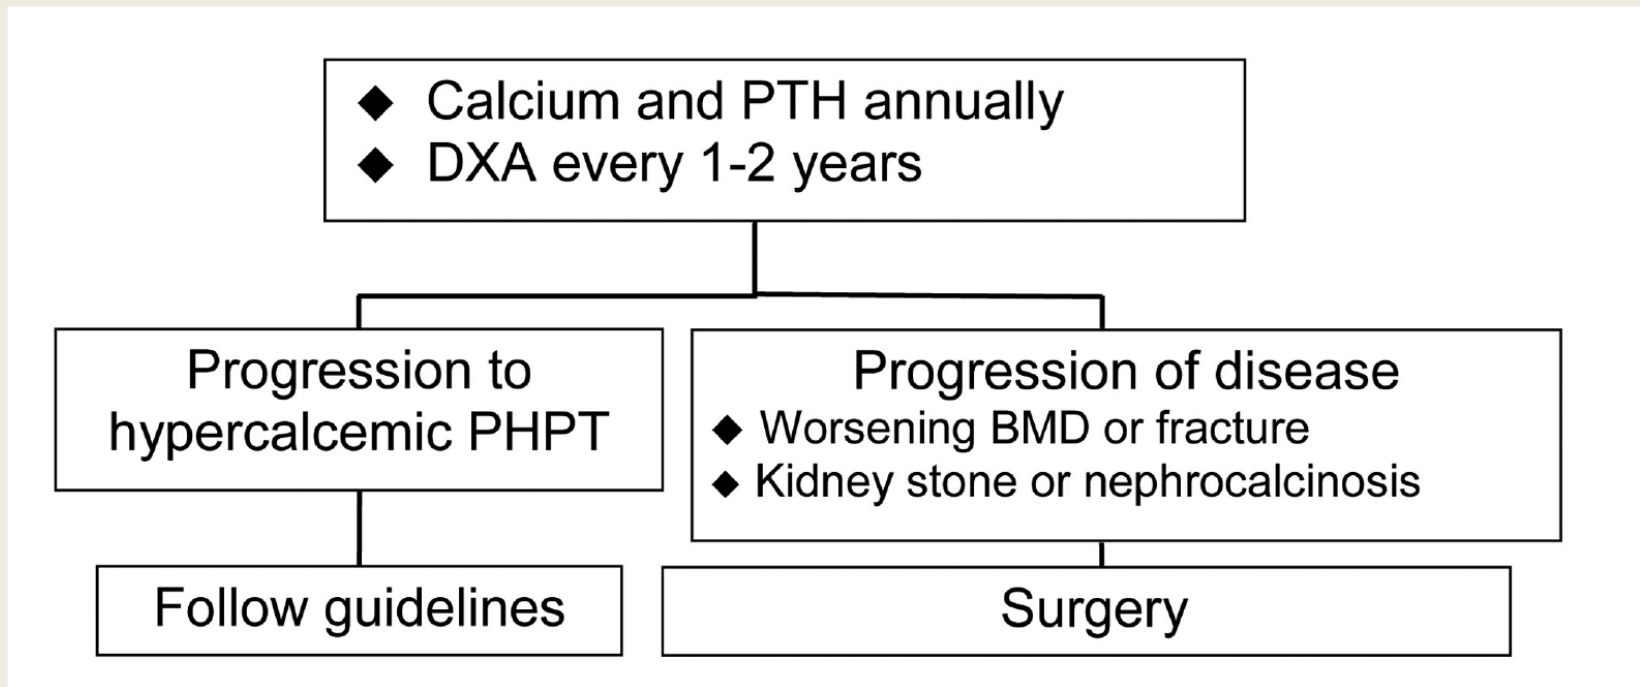 ◆ Calcium and PTH annually
◆ DXA every 1-2 years
Progression to
hypercalcemic PHPT
Progression of disease
◆ Worsening BMD or fracture
◆ Kidney stone or nephrocalcinosis
Follow guidelines
Surgery